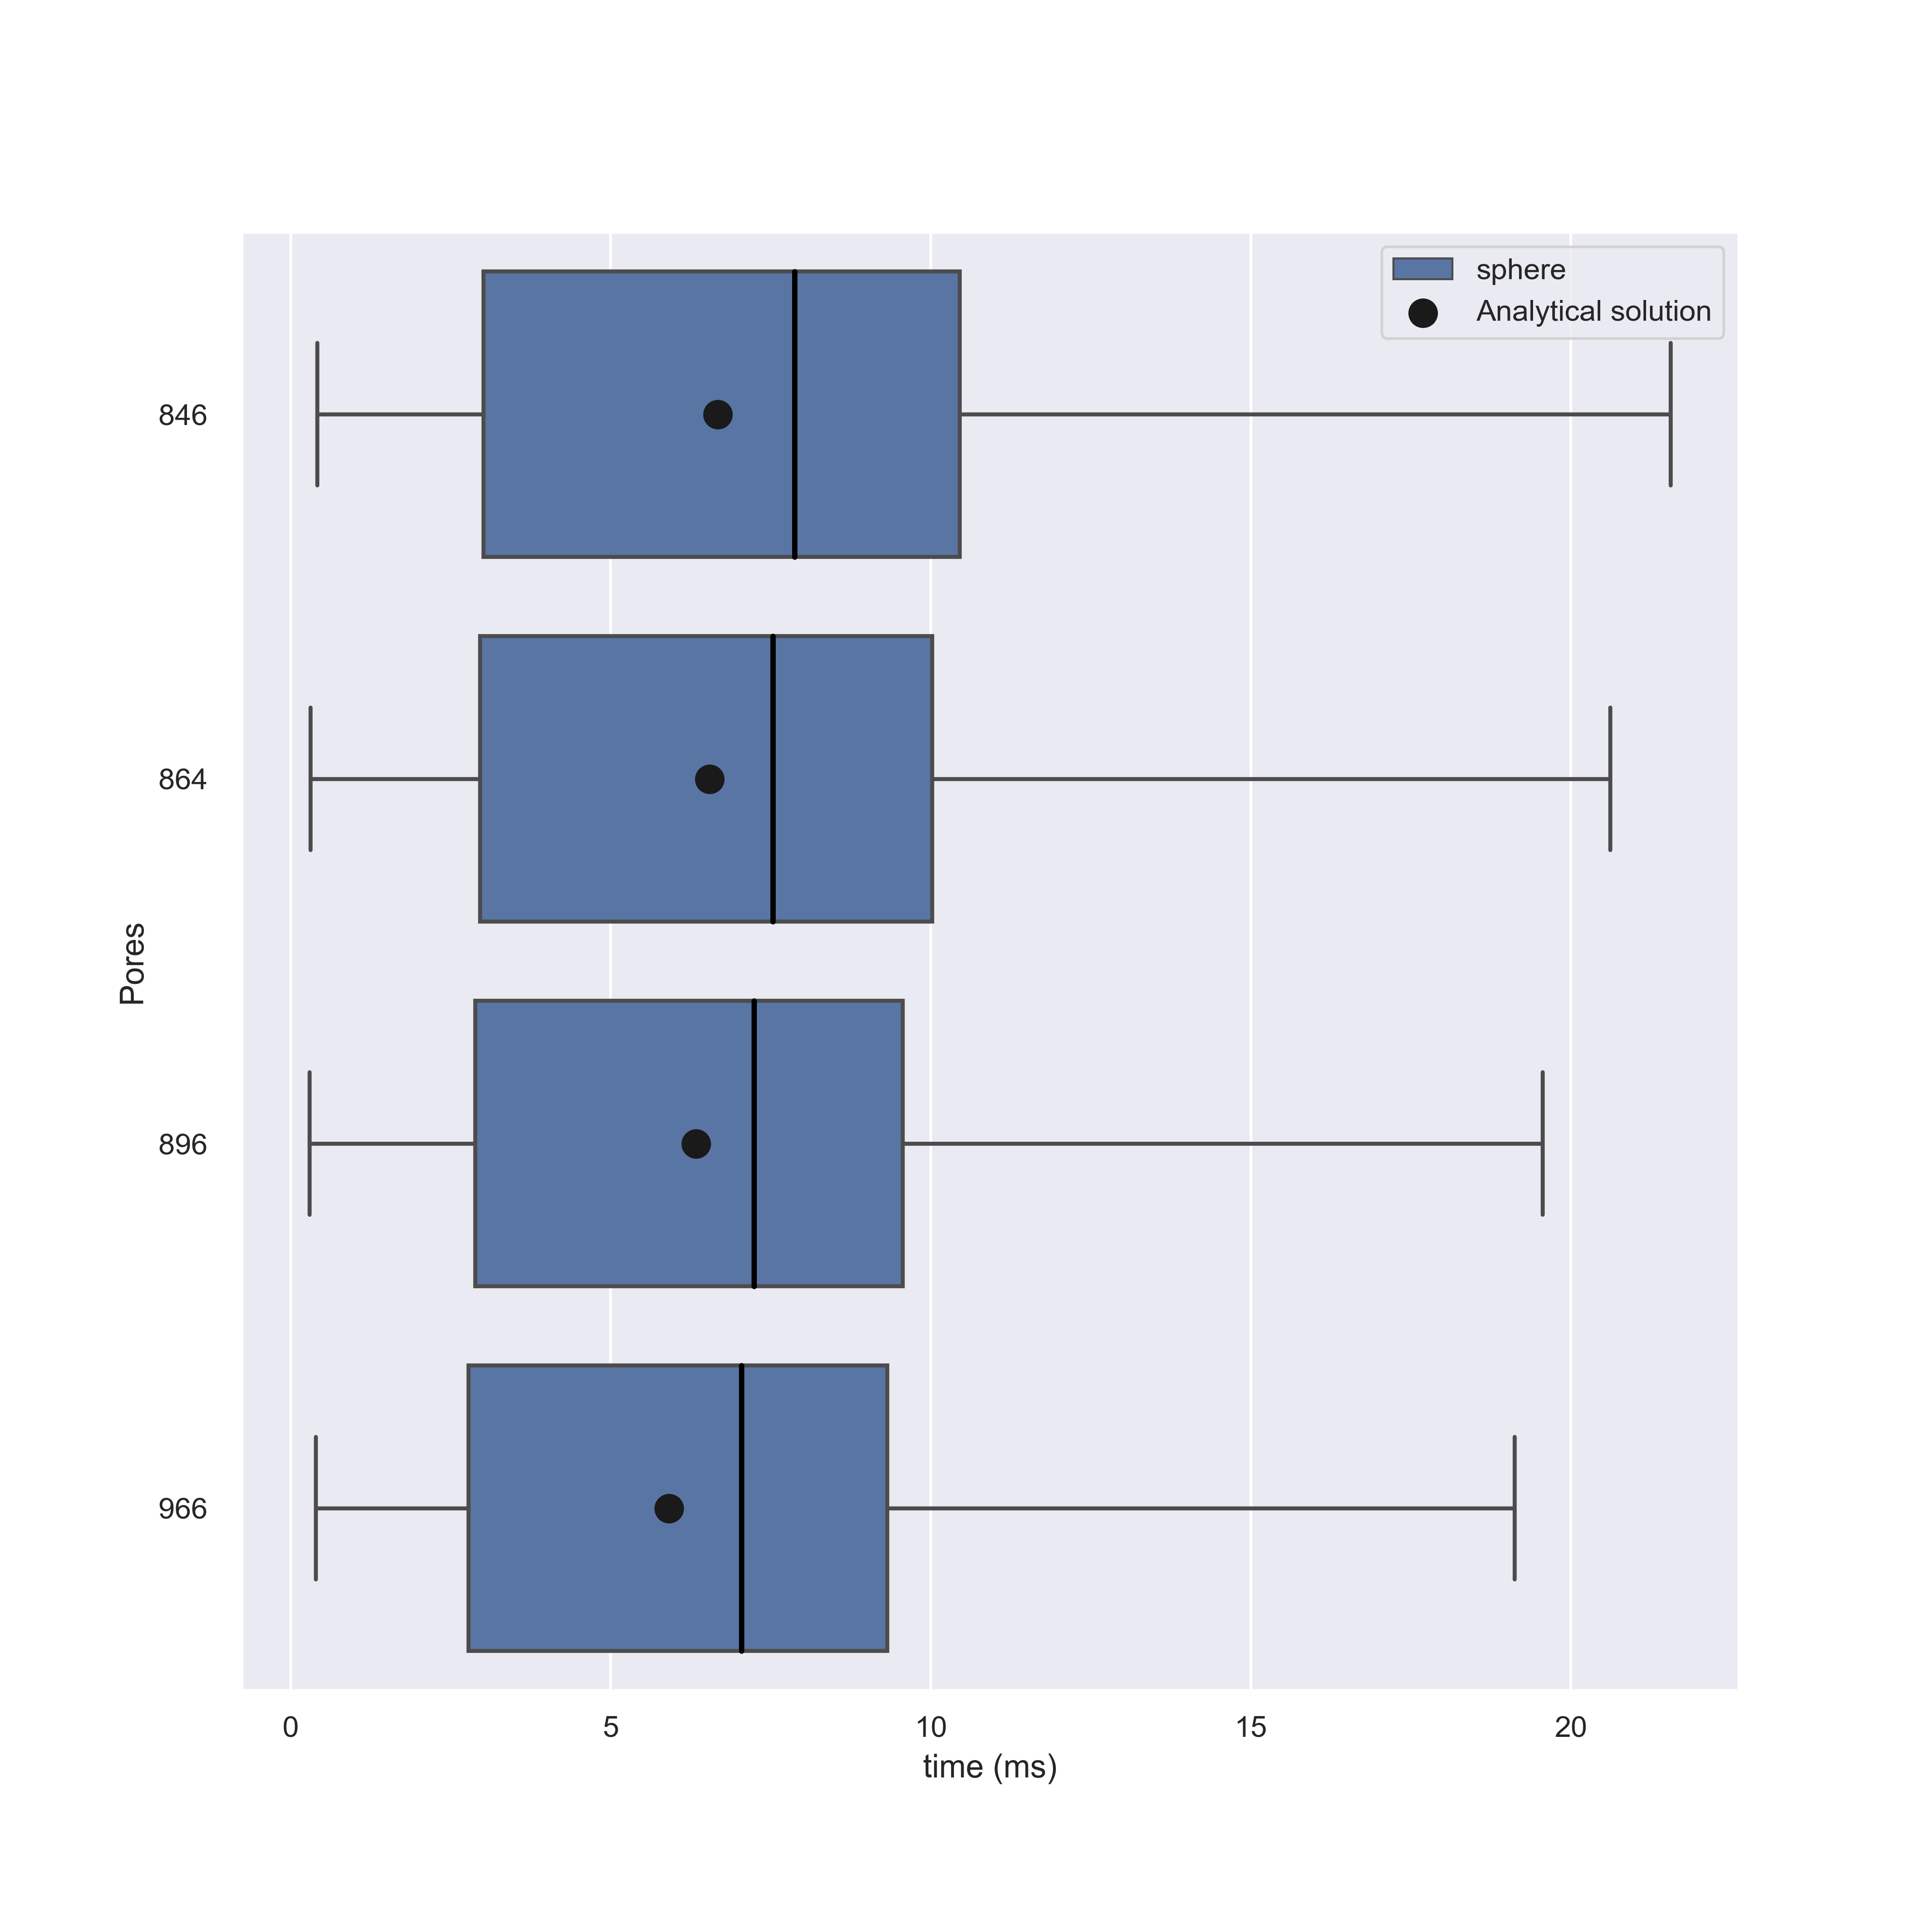 sphere
Analytical solution
846
864
896
966
Pores
0 5 10 15 20
time (ms)